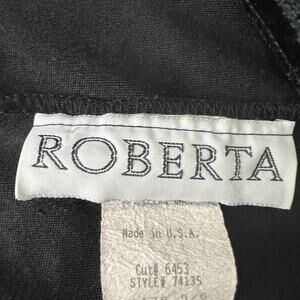 ROBERTA
Made in U.S.A.
Cut# 6453
STYLE# 74135